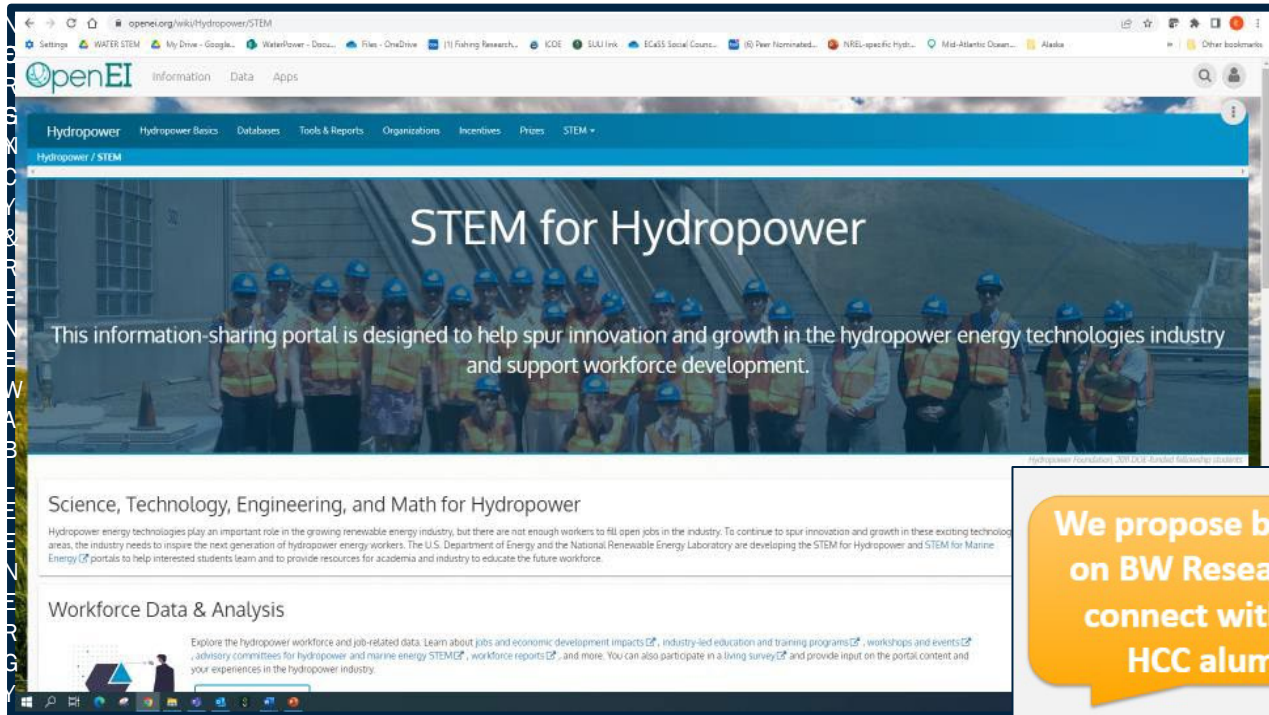 openei.org/wiki/Hydropower/STEM
Settings WATER STEM My Drive - Google... WaterPower - Docu... Files - OneDrive (1) Fishing Research... ICOE SULI link ECaSS Social Counc... (6) Peer Nominated... NREL-specific Hydr... Mid-Atlantic Ocean... Alaska » Other bookmarks
OpenEI Information Data Apps
Hydropower Hydropower Basics Databases Tools & Reports Organizations Incentives Prizes STEM
Hydropower / STEM
STEM for Hydropower
This information-sharing portal is designed to help spur innovation and growth in the hydropower energy technologies industry
and support workforce development.
Hydropower Foundation, 2011 DOE-funded fellowship students
Science, Technology, Engineering, and Math for Hydropower
Hydropower energy technologies play an important role in the growing renewable energy industry, but there are not enough workers to fill open jobs in the industry. To continue to spur innovation and growth in these exciting technolog
areas, the industry needs to inspire the next generation of hydropower energy workers. The U.S. Department of Energy and the National Renewable Energy Laboratory are developing the STEM for Hydropower and STEM for Marine
Energy portals to help interested students learn and to provide resources for academia and industry to educate the future workforce.
Workforce Data & Analysis
Explore the hydropower workforce and job-related data. Learn about jobs and economic development impacts, industry-led education and training programs, workshops and events
, advisory committees for hydropower and marine energy STEM, workforce reports, and more. You can also participate in a living survey and provide input on the portal content and
your experiences in the hydropower industry.
We propose b
on BW Resea
connect wit
HCC alum